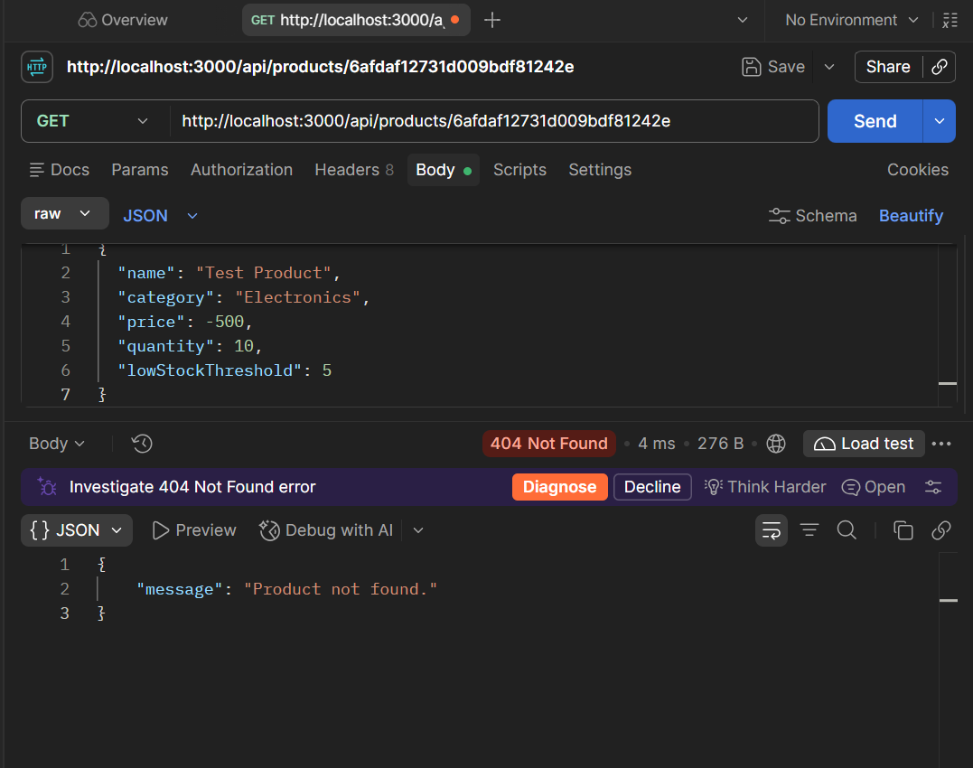 Overview
GET http://localhost:3000/a
No Environment
HTTP http://localhost:3000/api/products/6afdaf12731d009bdf81242e
Save
Share
GET http://localhost:3000/api/products/6afdaf12731d009bdf81242e
Send
Docs Params Authorization Headers 8 Body Scripts Settings Cookies
raw JSON Schema Beautify
1 {
2 "name": "Test Product",
3 "category": "Electronics",
4 "price": -500,
5 "quantity": 10,
6 "lowStockThreshold": 5
7 }
Body 404 Not Found • 4 ms • 276 B • Load test
Investigate 404 Not Found error Diagnose Decline Think Harder Open
{} JSON Preview Debug with AI
1 {
2 "message": "Product not found."
3 }